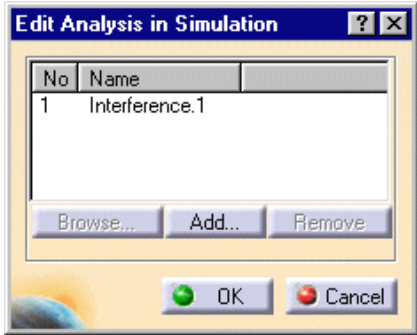 Edit Analysis in Simulation ? ×
No Name
1 Interference.1
Browse... Add... Remove
OK Cancel